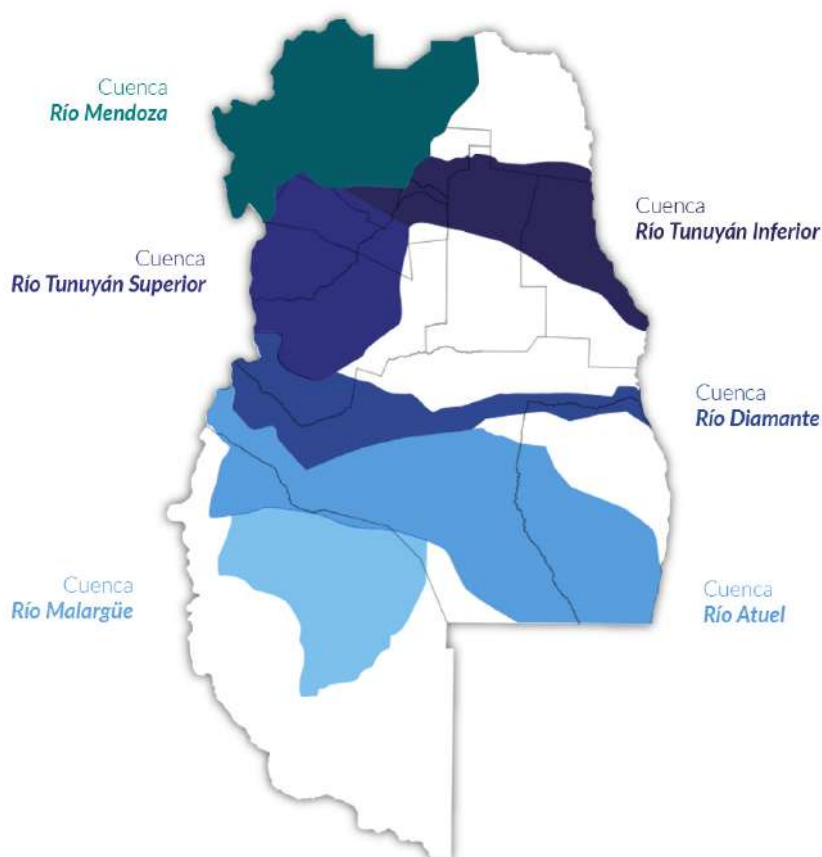 Cuenca
Río Mendoza
Cuenca
Río Tunuyán Inferior
Cuenca
Río Tunuyán Superior
Cuenca
Río Diamante
Cuenca
Río Malargüe
Cuenca
Río Atuel